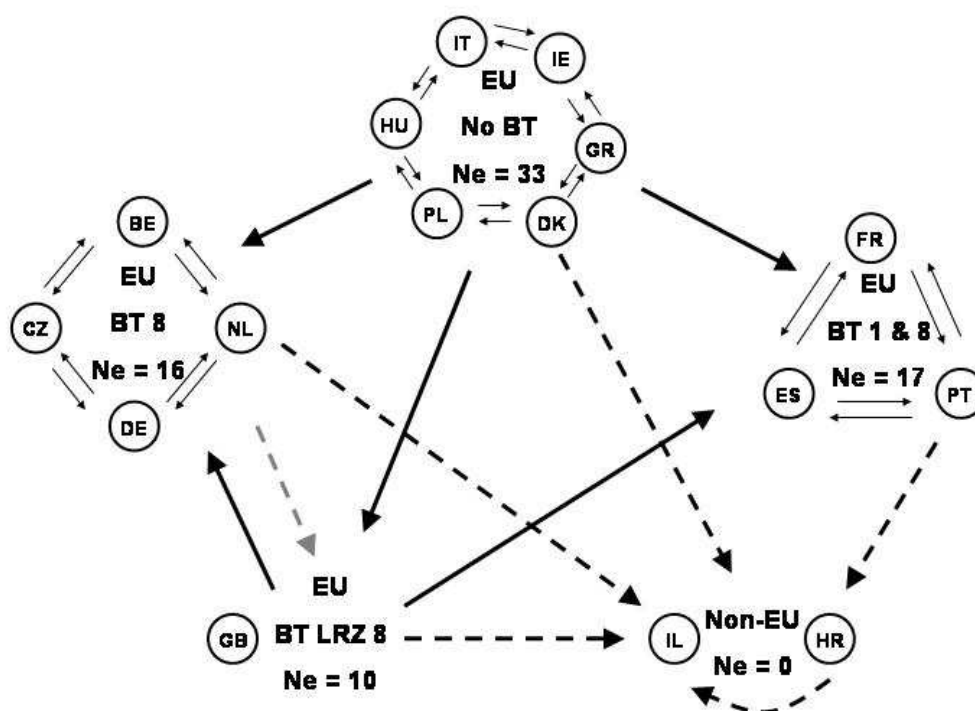 IT
IE
EU
HU
No BT
GR
Ne = 33
PL
DK
BE
EU
CZ
BT 8
NL
Ne = 16
DE
FR
EU
BT 1 & 8
Ne = 17
ES
PT
EU
GB
BT LRZ 8
Ne = 10
Non-EU
IL
HR
Ne = 0